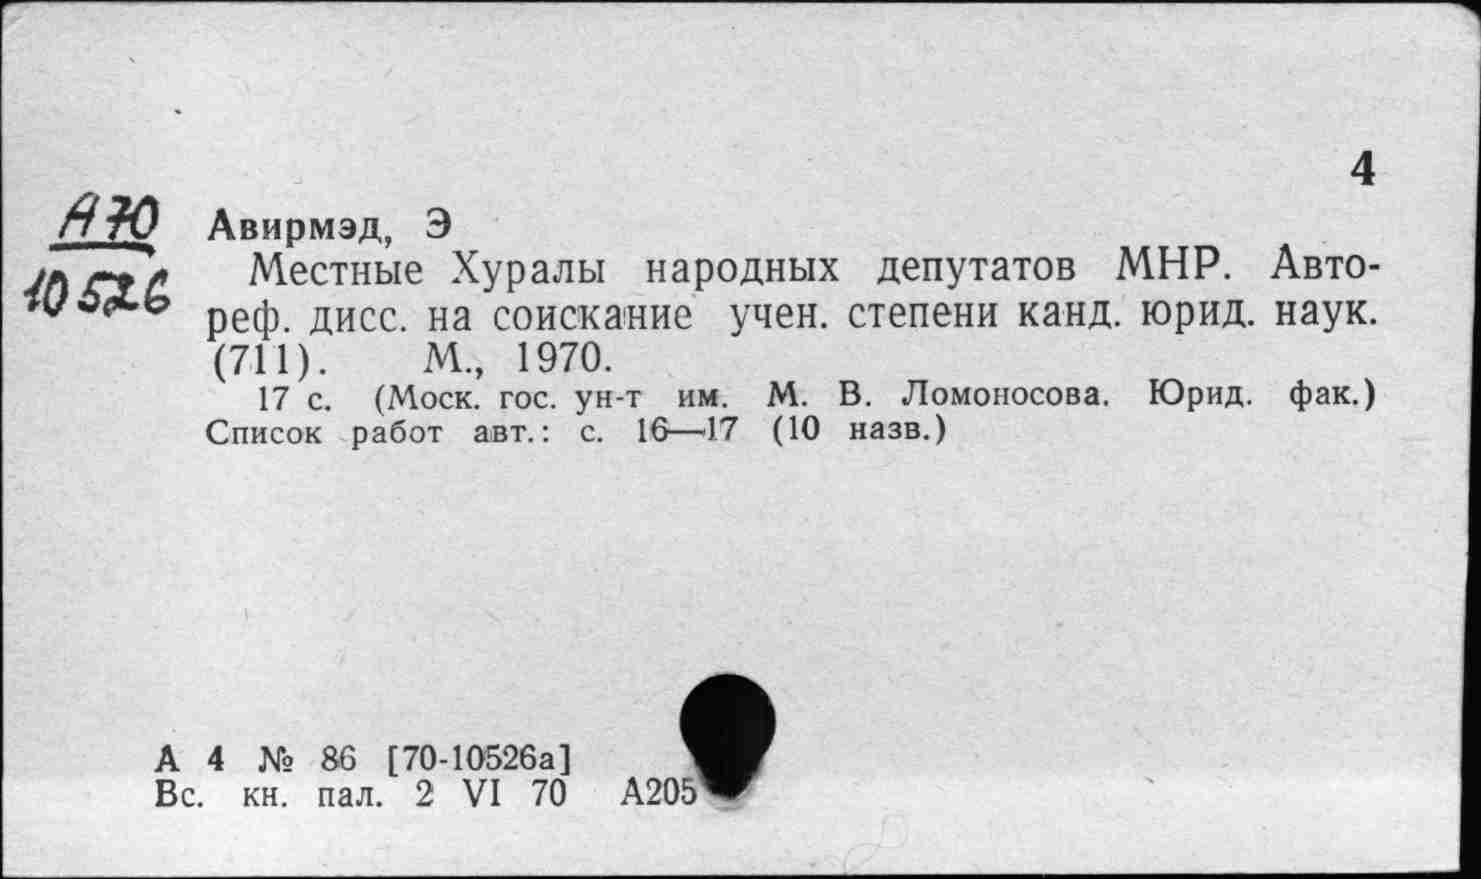 4
А70
10526
Авирмэд, Э
Местные Хуралы народных депутатов МНР. Авто-
реф. дисс. на соискание учен. степени канд. юрид. наук.
(711). М., 1970.
17 с. (Моск. гос. ун-т им. М. В. Ломоносова. Юрид. фак.)
Список работ авт.: с. 16—17 (10 назв.)
А 4 № 86 [70-10526а]
Вс. кн. пал. 2 VI 70 А205